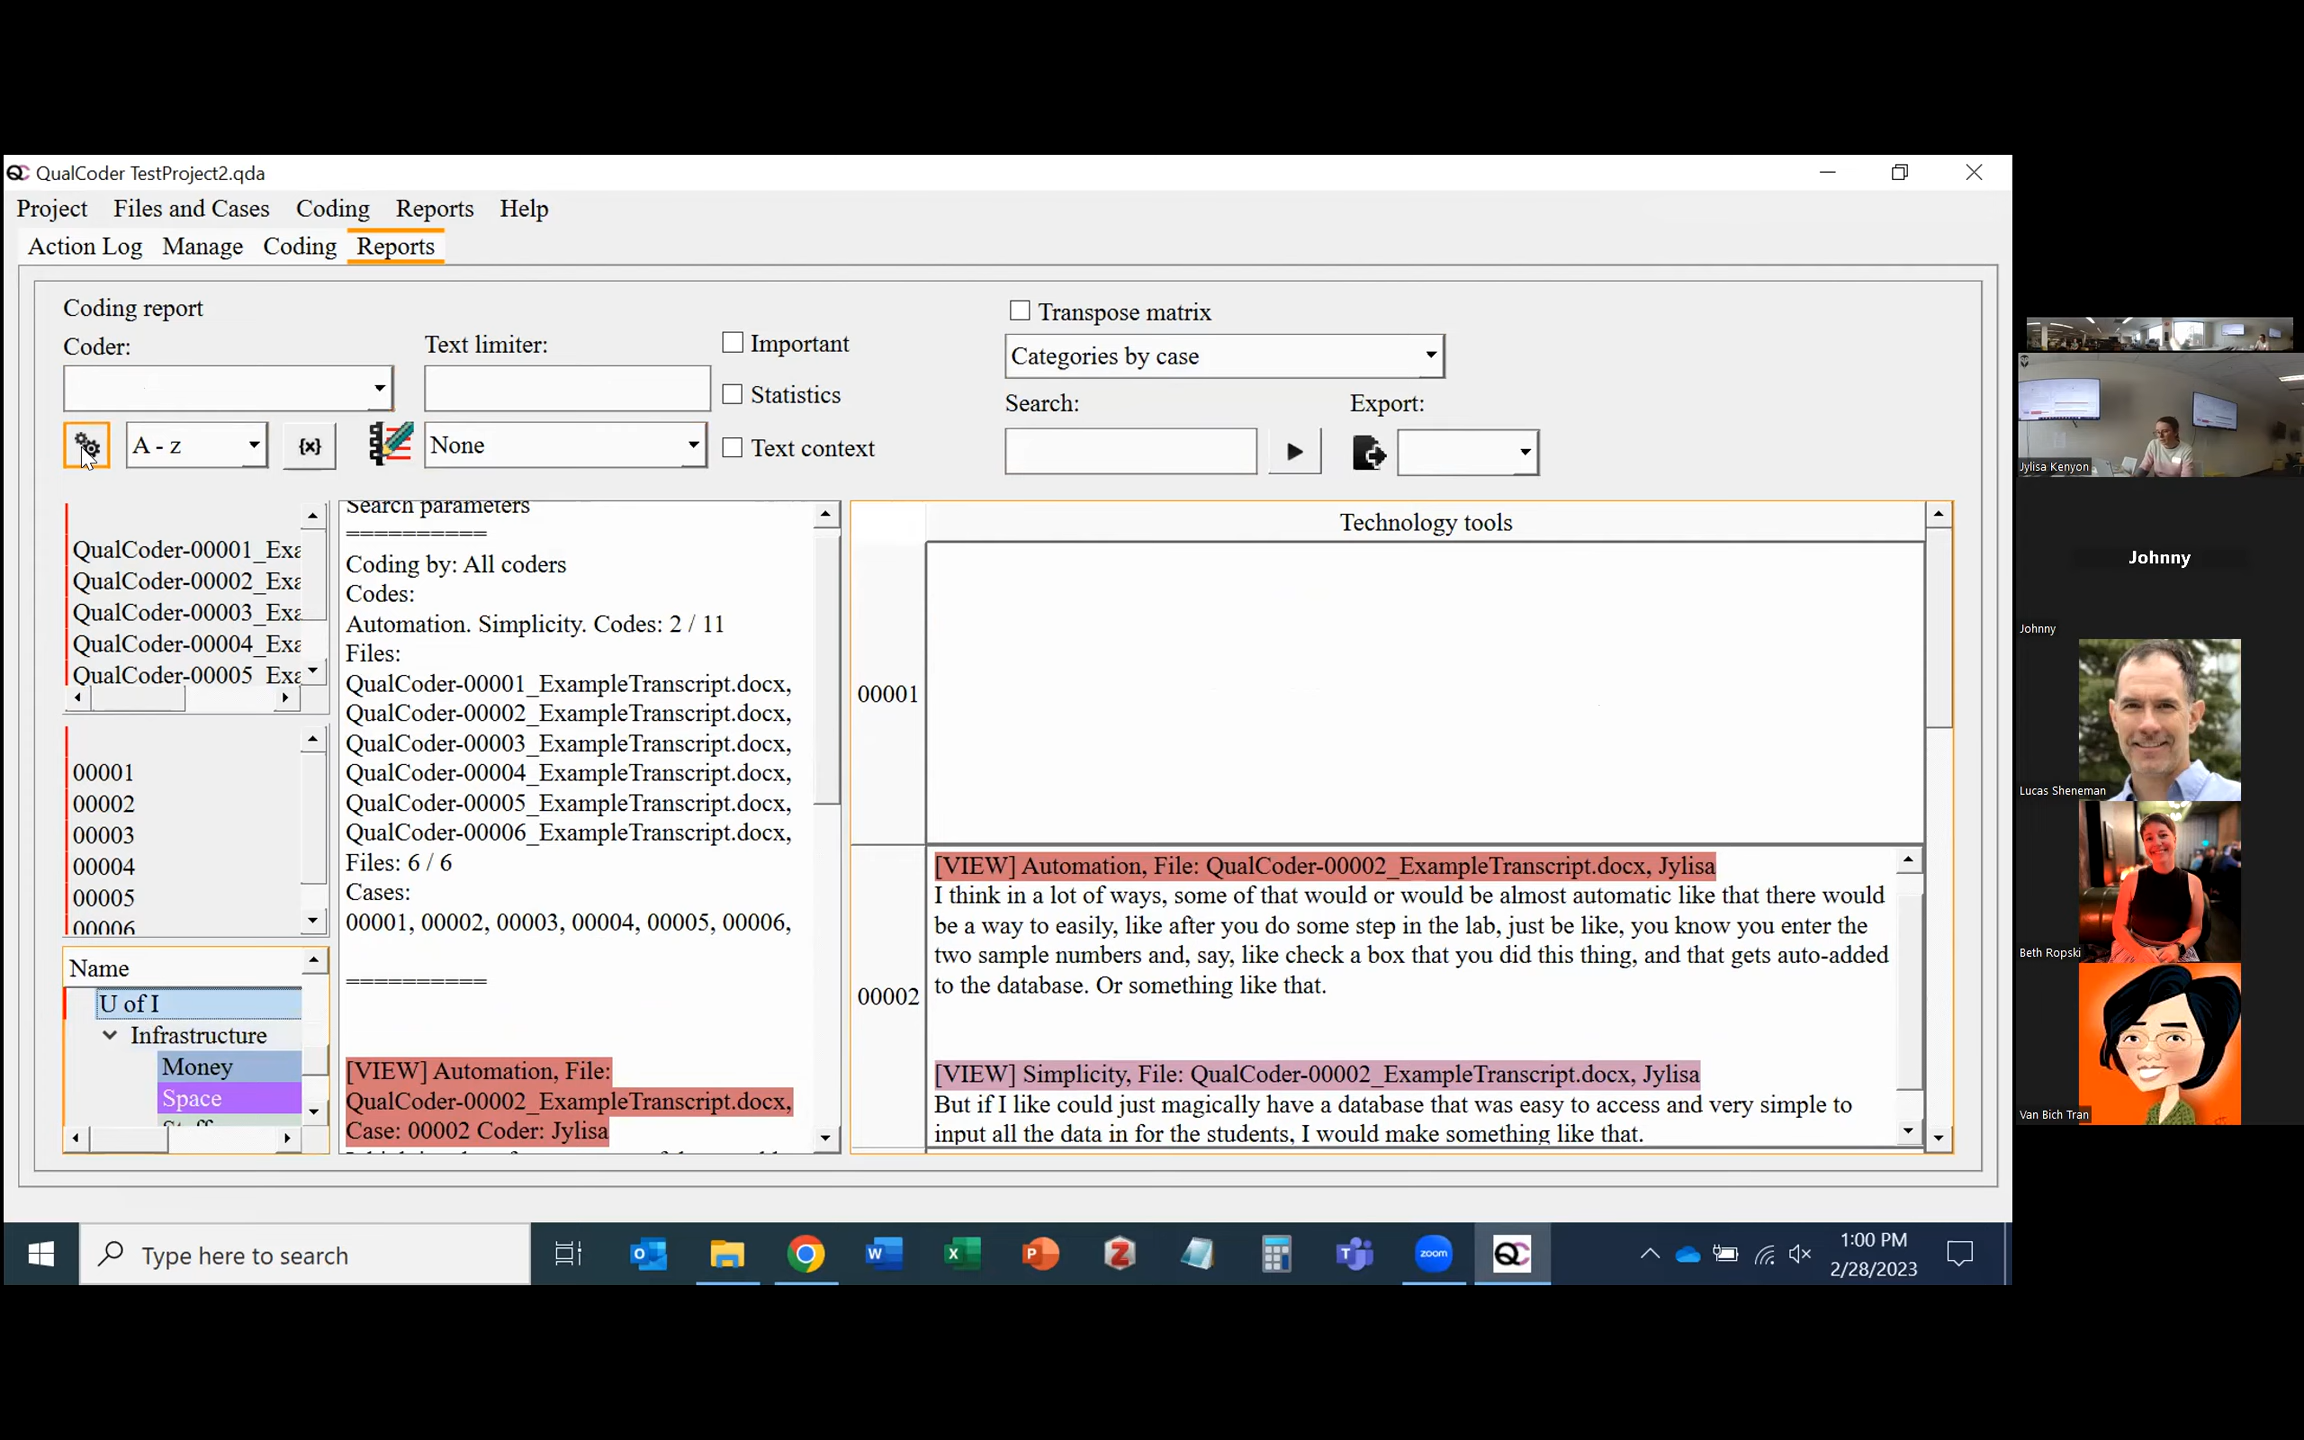 QualCoder TestProject2.qda
Project Files and Cases Coding Reports Help
Action Log Manage Coding Reports
Coding report
Coder:
Text limiter:
Important
Statistics
Text context
A - z
{x}
None
Transpose matrix
Categories by case
Search:
Export:
QualCoder-00001_Exa
QualCoder-00002_Exa
QualCoder-00003_Exa
QualCoder-00004_Exa
QualCoder-00005_Exa
00001
00002
00003
00004
00005
00006
Name
U of I
Infrastructure
Money
Space
Search parameters
==========
Coding by: All coders
Codes:
Automation. Simplicity. Codes: 2 / 11
Files:
QualCoder-00001_ExampleTranscript.docx,
QualCoder-00002_ExampleTranscript.docx,
QualCoder-00003_ExampleTranscript.docx,
QualCoder-00004_ExampleTranscript.docx,
QualCoder-00005_ExampleTranscript.docx,
QualCoder-00006_ExampleTranscript.docx,
Files: 6 / 6
Cases:
00001, 00002, 00003, 00004, 00005, 00006,
==========
[VIEW] Automation, File:
QualCoder-00002_ExampleTranscript.docx,
Case: 00002 Coder: Jylisa
Technology tools
00001
00002
[VIEW] Automation, File: QualCoder-00002_ExampleTranscript.docx, Jylisa
I think in a lot of ways, some of that would or would be almost automatic like that there would
be a way to easily, like after you do some step in the lab, just be like, you know you enter the
two sample numbers and, say, like check a box that you did this thing, and that gets auto-added
to the database. Or something like that.
[VIEW] Simplicity, File: QualCoder-00002_ExampleTranscript.docx, Jylisa
But if I like could just magically have a database that was easy to access and very simple to
input all the data in for the students, I would make something like that.
Type here to search
zoom
QC
1:00 PM
2/28/2023
Jylisa Kenyon
Johnny
Johnny
Lucas Sheneman
Beth Ropski
Van Bich Tran